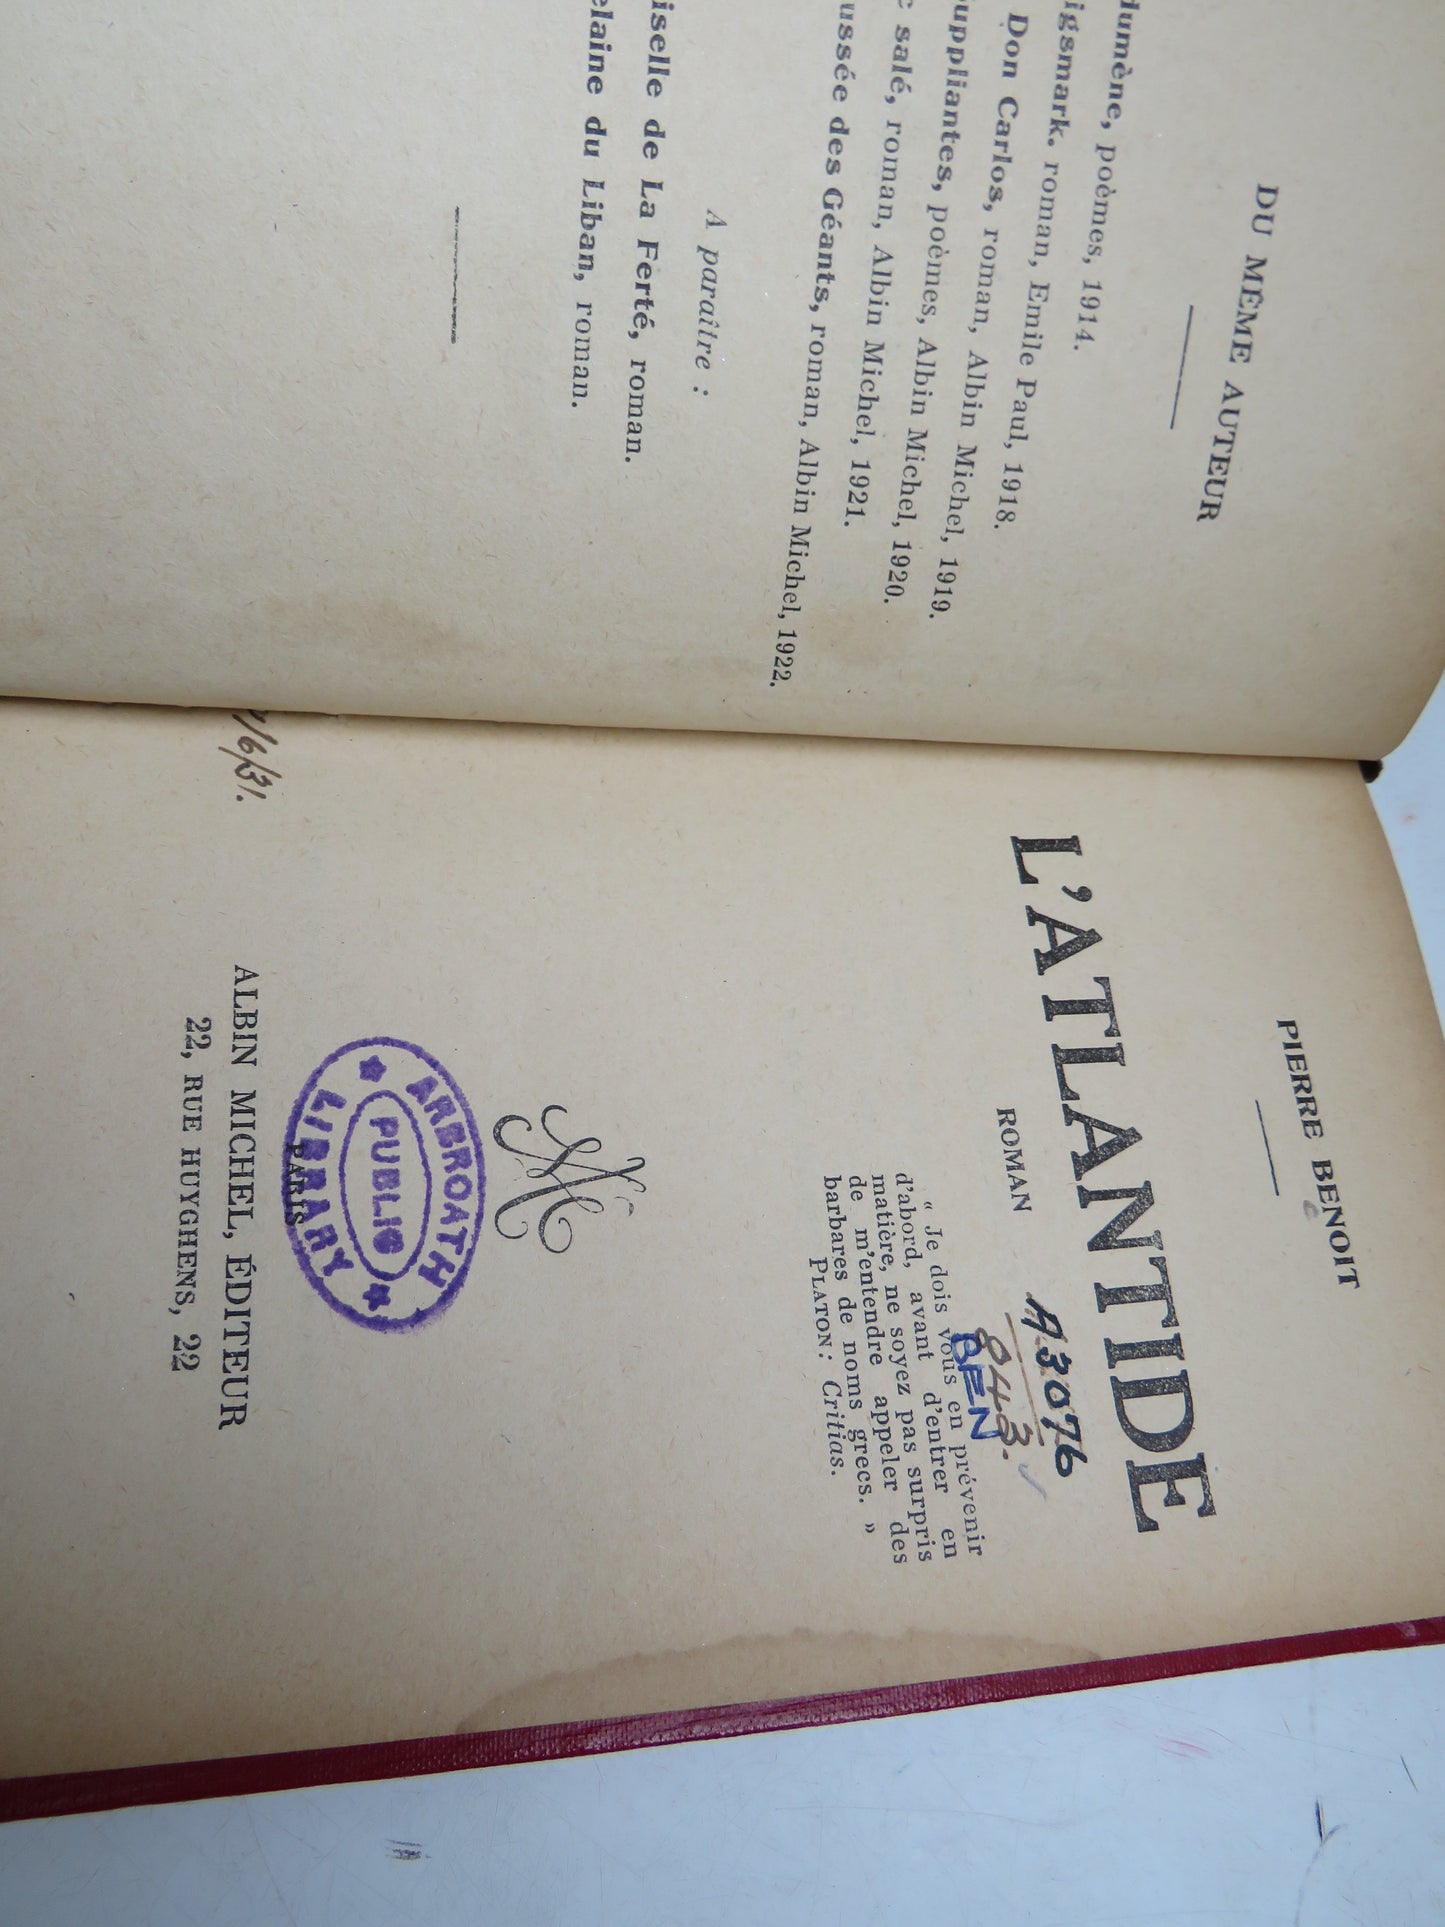 DU MÊME AUTEUR
dumène, poèmes, 1914.
igsmark. roman, Emile Paul, 1918.
Don Carlos, roman, Albin Michel, 1919.
uppliantes, poèmes, Albin Michel, 1920.
c salé, roman, Albin Michel, 1921.
ussée des Géants, roman, Albin Michel, 1922.
A paraître :
iselle de La Ferté, roman.
elaine du Liban, roman.
PIERRE BENOIT
L'ATLANTIDE
ROMAN
A 3076
843.
BEN
“ Je dois vous en prévenir
d'abord, avant d'entrer en
matière, ne soyez pas surpris
de m'entendre appeler des
barbares de noms grecs. »
PLATON : Critias.
ARBROATH
PUBLIC
LIBRARY
PARIS
ALBIN MICHEL, ÉDITEUR
22, RUE HUYGHENS, 22
/6/31.